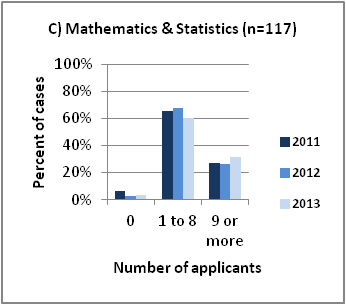 C) Mathematics & Statistics (n=117)
100%
80%
60%
40%
20%
0%
Percent of cases
0
1 to 8
9 or
more
Number of applicants
2011
2012
2013